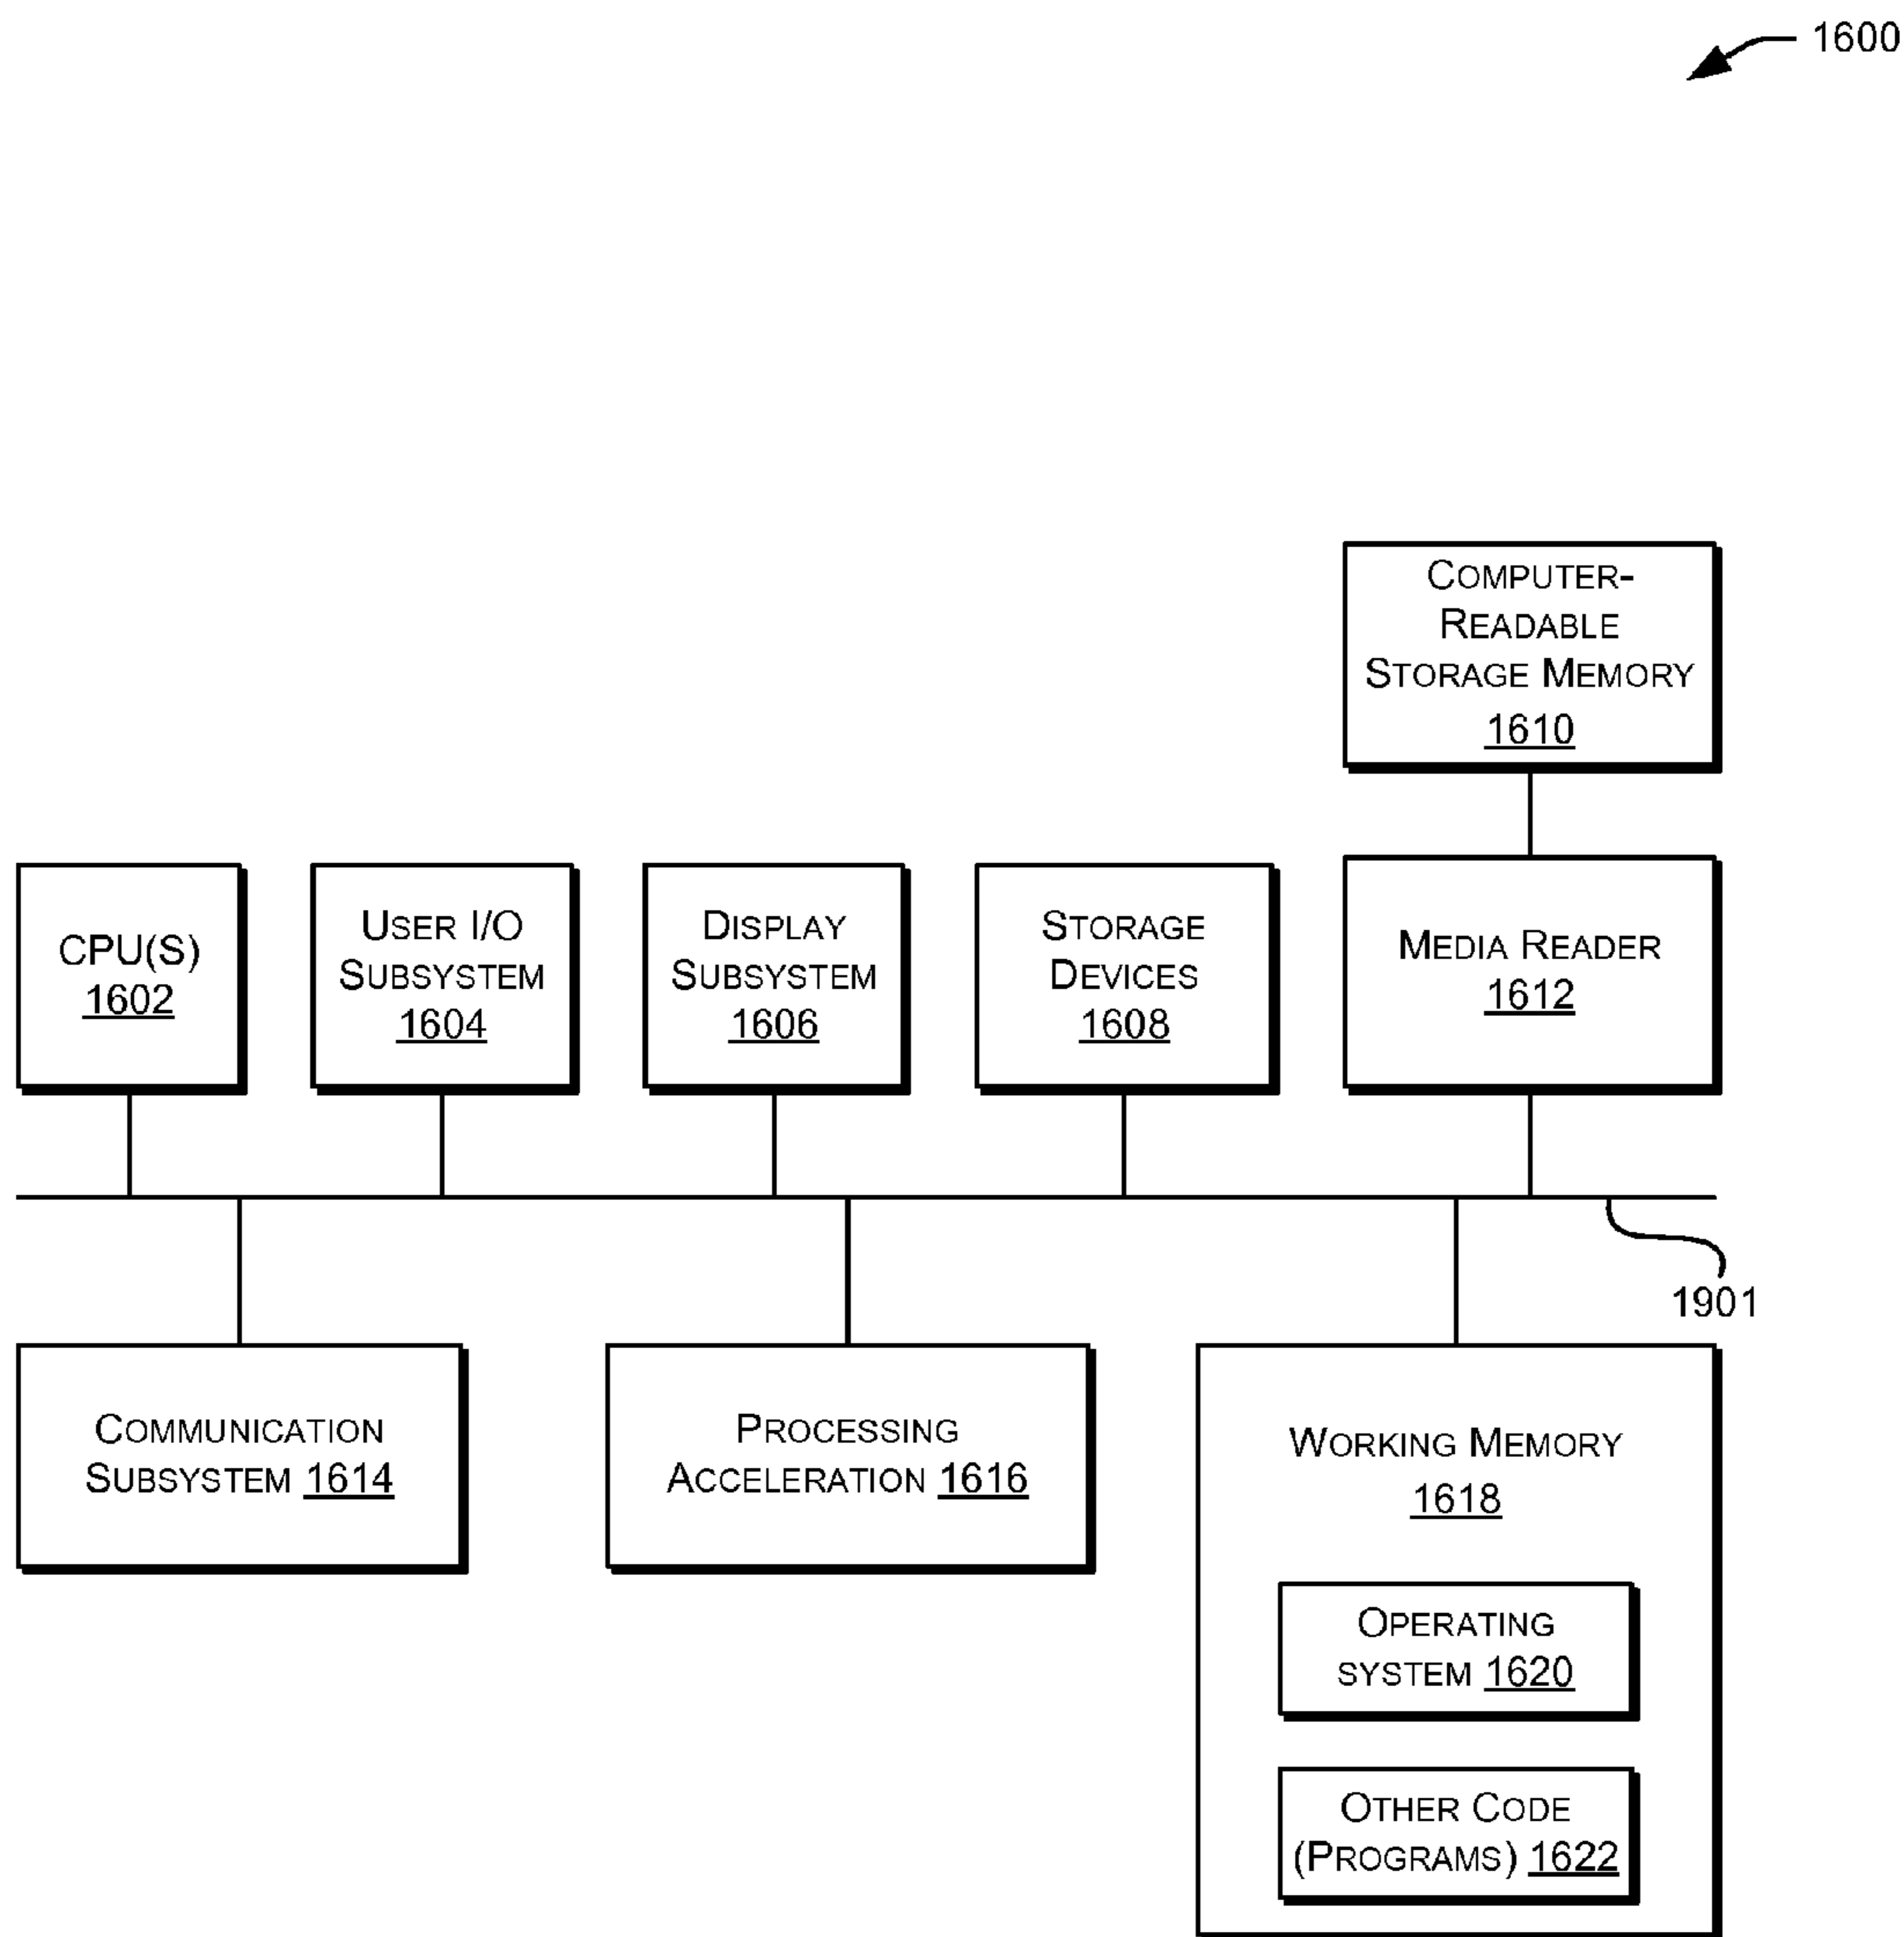 1600
COMPUTER-
READABLE
STORAGE MEMORY
1610
CPU(S)
1602
USER I/O
SUBSYSTEM
1604
DISPLAY
SUBSYSTEM
1606
STORAGE
DEVICES
1608
MEDIA READER
1612
1901
COMMUNICATION
SUBSYSTEM 1614
PROCESSING
ACCELERATION 1616
WORKING MEMORY
1618
OPERATING
SYSTEM 1620
OTHER CODE
(PROGRAMS) 1622